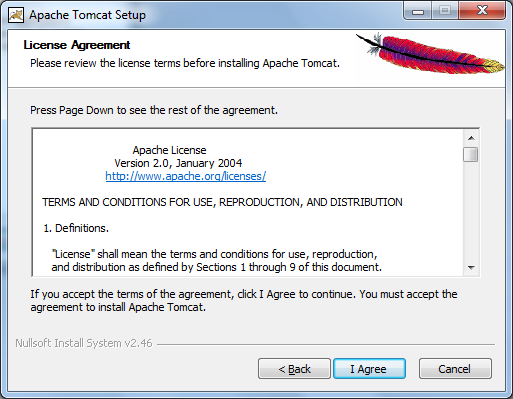 Apache Tomcat Setup
License Agreement
Please review the license terms before installing Apache Tomcat.
Press Page Down to see the rest of the agreement.
Apache License
Version 2.0, January 2004
http://www.apache.org/licenses/
TERMS AND CONDITIONS FOR USE, REPRODUCTION, AND DISTRIBUTION
1. Definitions.
"License" shall mean the terms and conditions for use, reproduction,
and distribution as defined by Sections 1 through 9 of this document.
If you accept the terms of the agreement, click I Agree to continue. You must accept the
agreement to install Apache Tomcat.
Nullsoft Install System v2.46
< Back I Agree Cancel